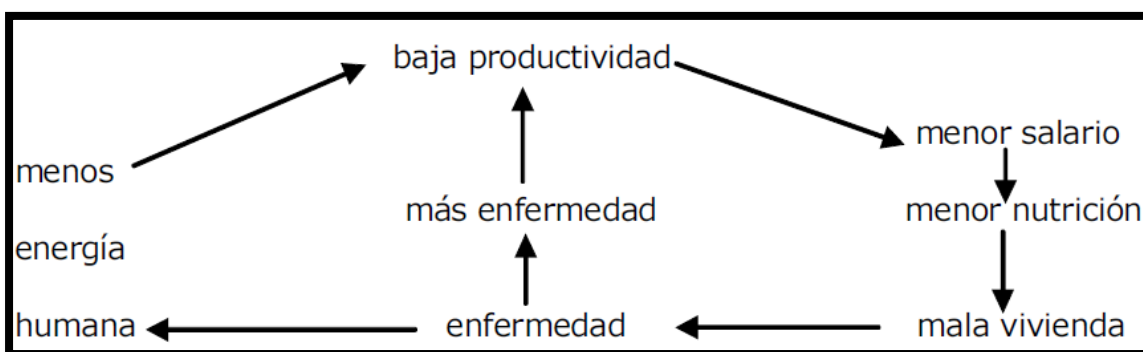 baja productividad
menor salario
menos
más enfermedad
menor nutrición
energía
humana
enfermedad
mala vivienda